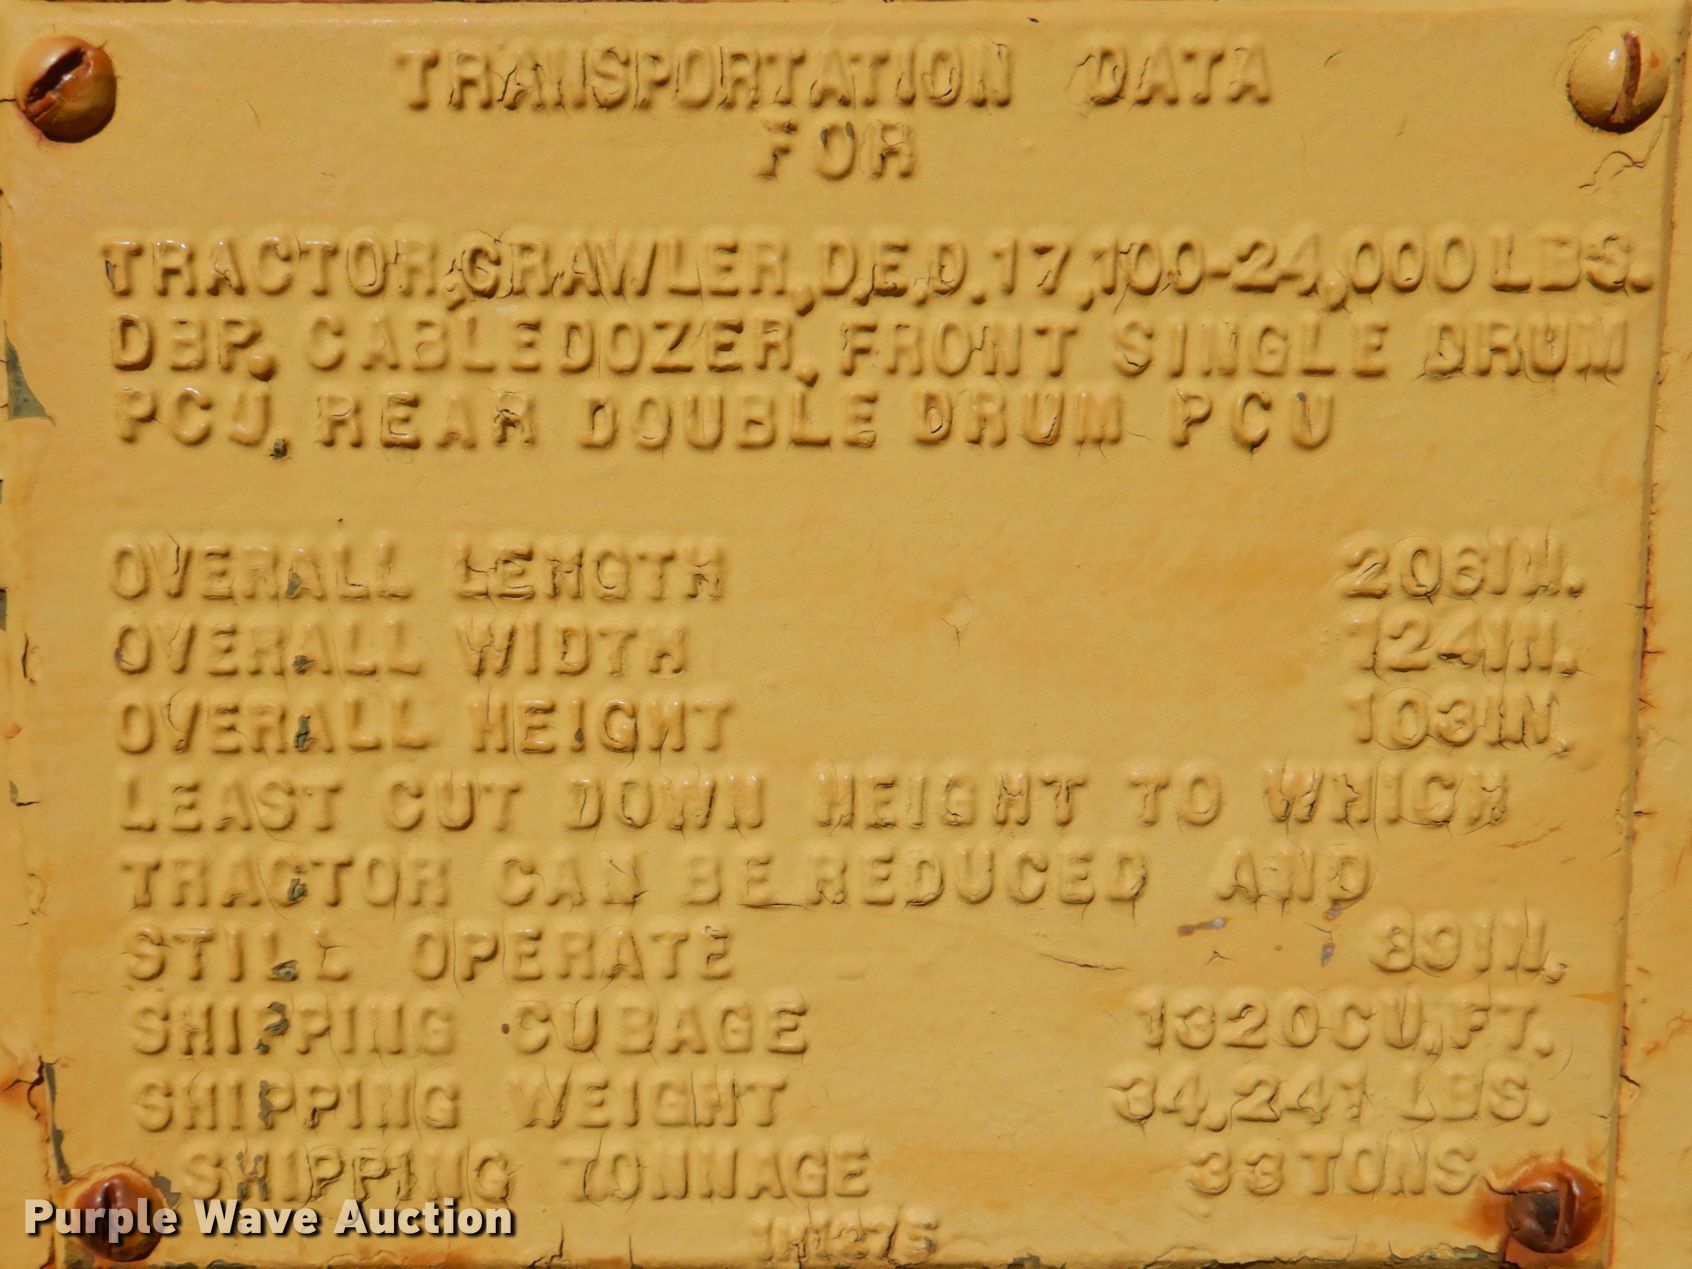 TRANSPORTATION DATA
FOR
TRACTOR,CRAWLER,D.E.D.17,100-24,000 LBS.
DBP. CABLEDOZER, FRONT SINGLE DRUM
PCU, REAR DOUBLE DRUM PCU
OVERALL LENGTH 206IN.
OVERALL WIDTH 124IN.
OVERALL HEIGHT 103IN.
LEAST CUT DOWN HEIGHT TO WHICH
TRACTOR CAN BE REDUCED AND
STILL OPERATE 89IN.
SHIPPING CUBAGE 1320CU.FT.
SHIPPING WEIGHT 34,241 LBS.
SHIPPING TONNAGE 33 TONS
Purple Wave Auction